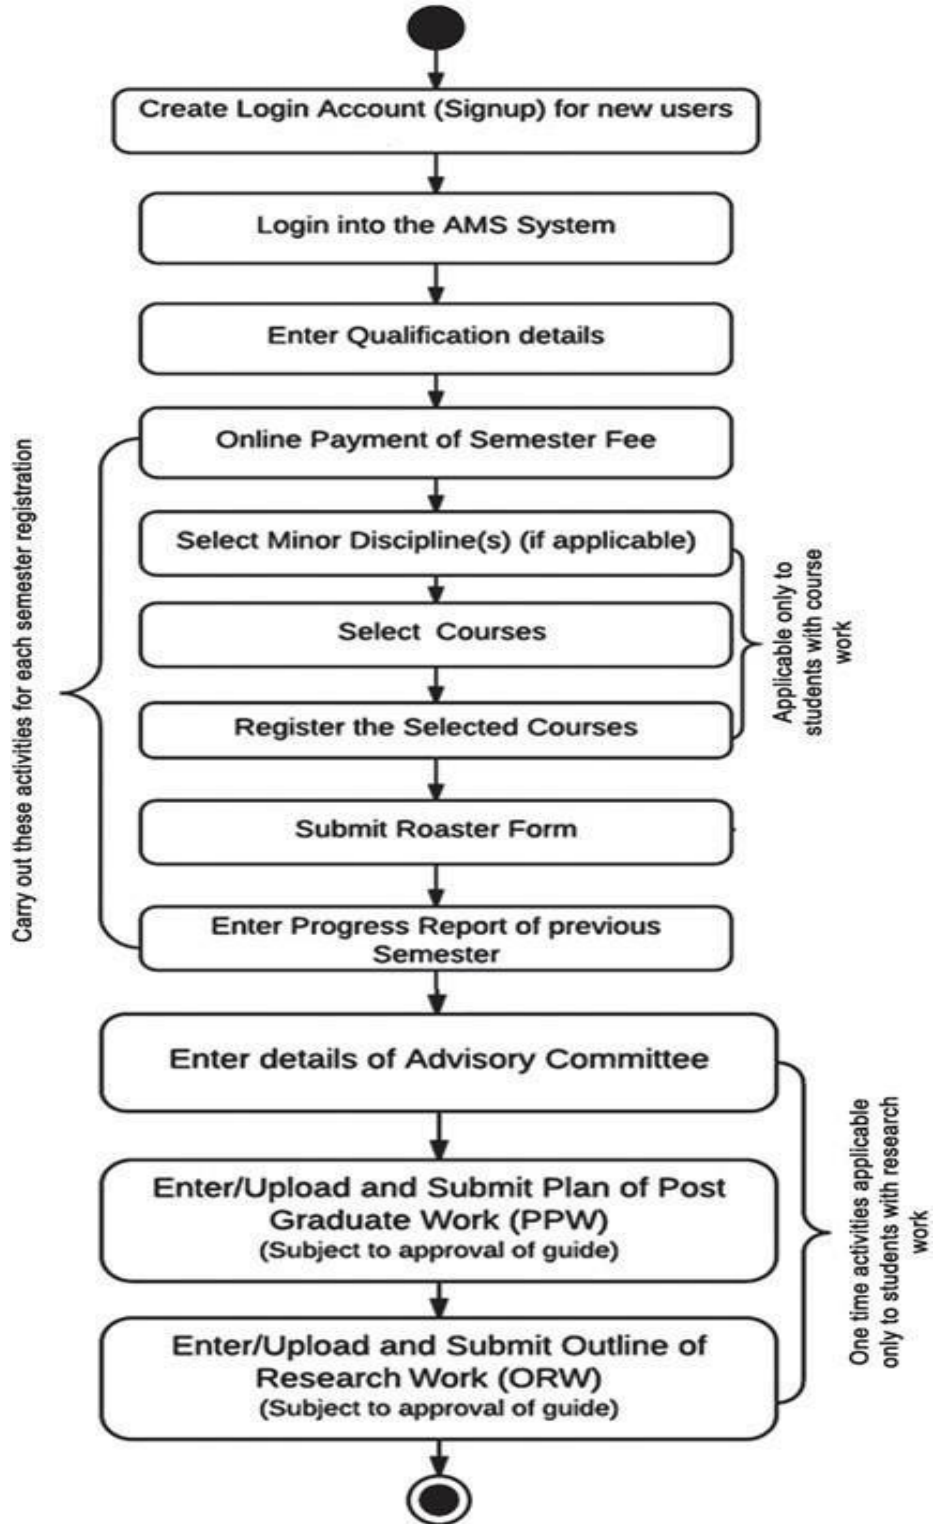 Create Login Account (Signup) for new users
Login into the AMS System
Enter Qualification details
Online Payment of Semester Fee
Select Minor Discipline(s) (if applicable)
Select Courses
Register the Selected Courses
Submit Roaster Form
Enter Progress Report of previous
Semester
Carry out these activities for each semester registration
Applicable only to
students with course
work
Enter details of Advisory Committee
Enter/Upload and Submit Plan of Post
Graduate Work (PPW)
(Subject to approval of guide)
Enter/Upload and Submit Outline of
Research Work (ORW)
(Subject to approval of guide)
One time activities applicable
only to students with research
work